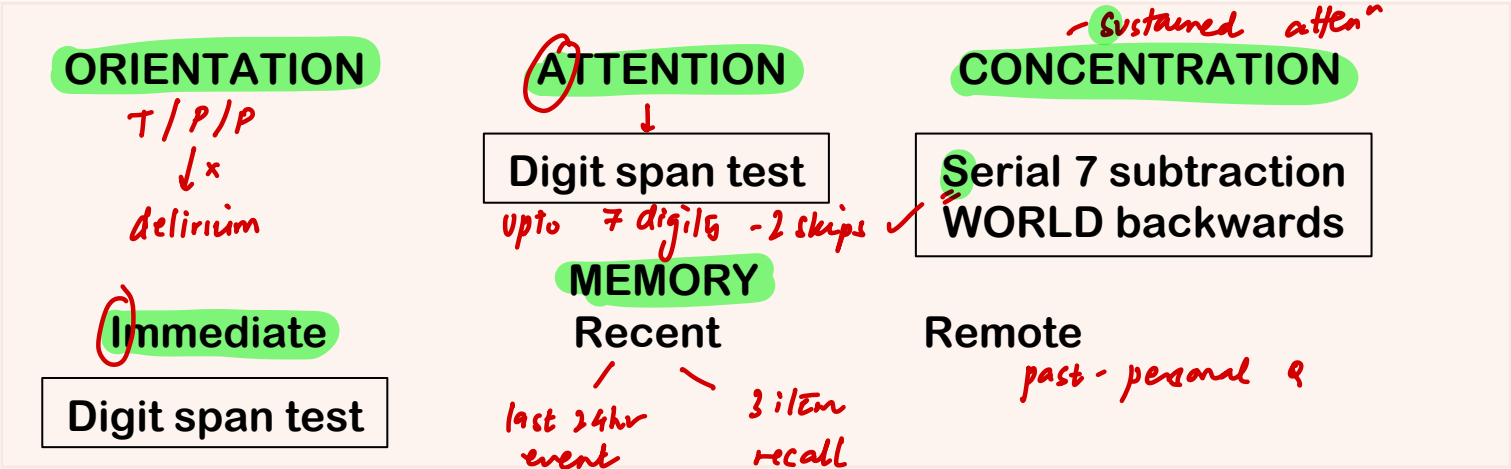 - sustained attenⁿ
ORIENTATION ATTENTION CONCENTRATION
T/P/P
x
delirium
Digit span test
upto 7 digits - 2 skips
Serial 7 subtraction
WORLD backwards
MEMORY
Immediate Recent Remote
Digit span test
last 24hr
event
3 item
recall
past - personal Q